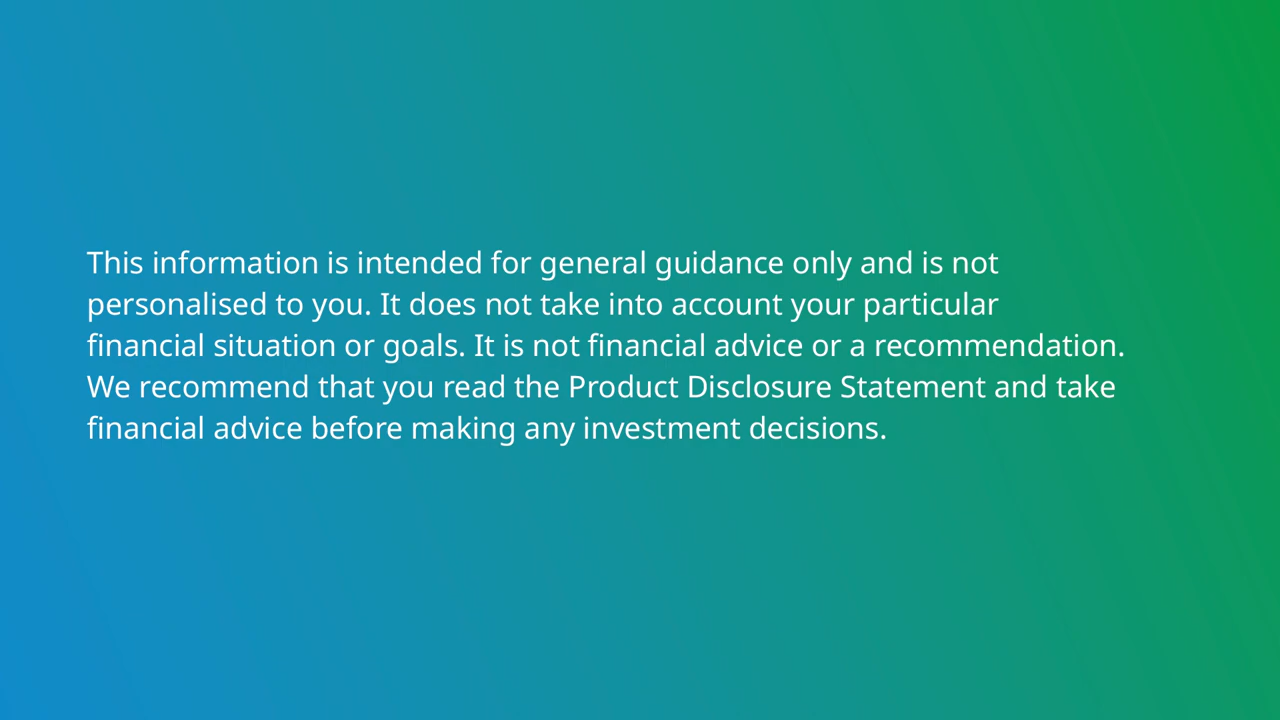 This information is intended for general guidance only and is not
personalised to you. It does not take into account your particular
financial situation or goals. It is not financial advice or a recommendation.
We recommend that you read the Product Disclosure Statement and take
financial advice before making any investment decisions.